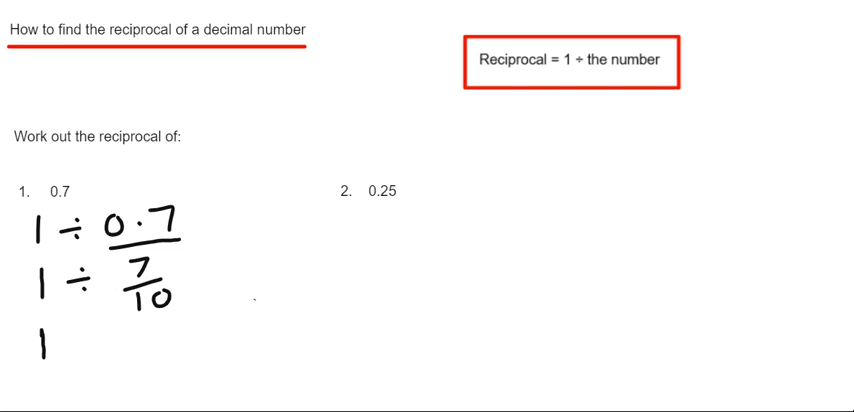 How to find the reciprocal of a decimal number
Reciprocal = 1 ÷ the number
Work out the reciprocal of:
1. 0.7
2. 0.25
1 ÷ 0.7
1 ÷ 7/10
1